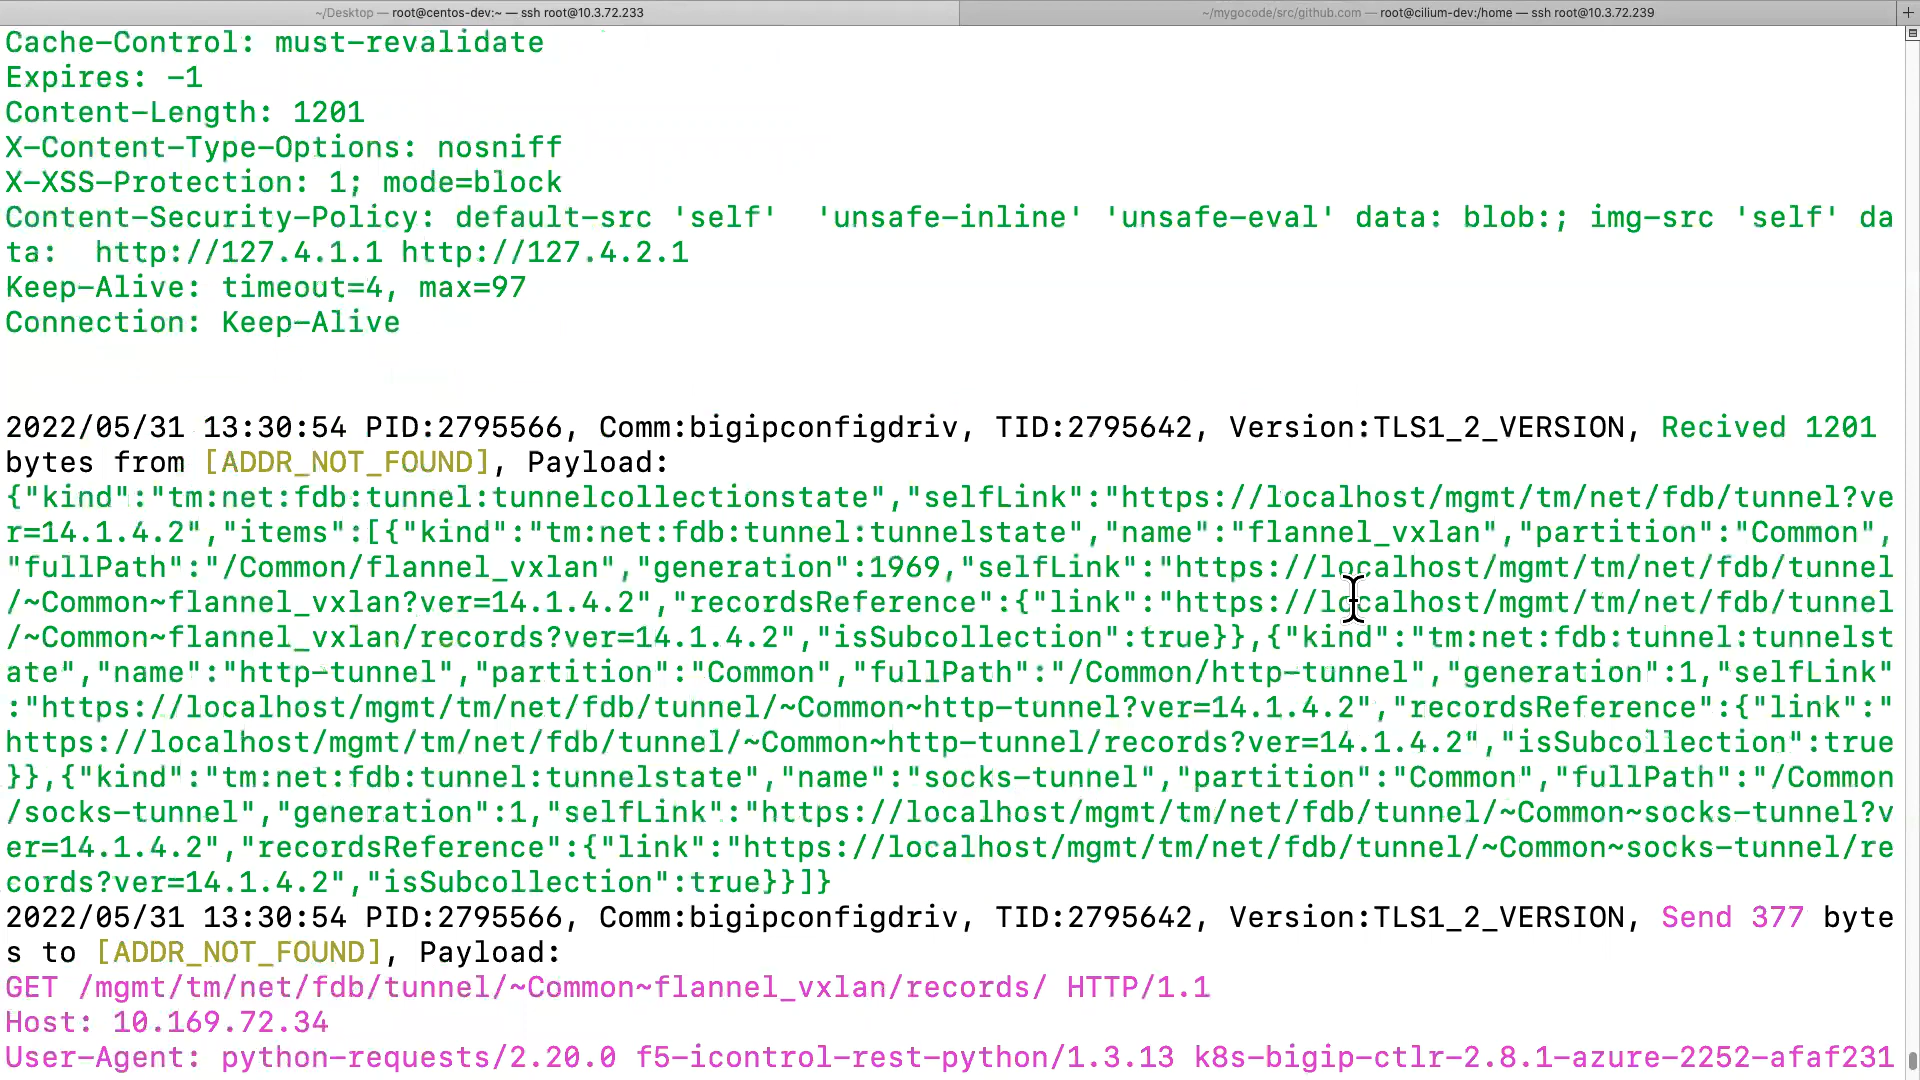 ~/Desktop — root@centos-dev:~ — ssh root@10.3.72.233
~/mygocode/src/github.com — root@cilium-dev:/home — ssh root@10.3.72.239
Cache-Control: must-revalidate
Expires: -1
Content-Length: 1201
X-Content-Type-Options: nosniff
X-XSS-Protection: 1; mode=block
Content-Security-Policy: default-src 'self'  'unsafe-inline' 'unsafe-eval' data: blob:; img-src 'self' da
ta:  http://127.4.1.1 http://127.4.2.1
Keep-Alive: timeout=4, max=97
Connection: Keep-Alive
2022/05/31 13:30:54 PID:2795566, Comm:bigipconfigdriv, TID:2795642, Version:TLS1_2_VERSION, Recived 1201
bytes from [ADDR_NOT_FOUND], Payload:
{"kind":"tm:net:fdb:tunnel:tunnelcollectionstate","selfLink":"https://localhost/mgmt/tm/net/fdb/tunnel?ve
r=14.1.4.2","items":[{"kind":"tm:net:fdb:tunnel:tunnelstate","name":"flannel_vxlan","partition":"Common",
"fullPath":"/Common/flannel_vxlan","generation":1969,"selfLink":"https://localhost/mgmt/tm/net/fdb/tunnel
/~Common~flannel_vxlan?ver=14.1.4.2","recordsReference":{"link":"https://localhost/mgmt/tm/net/fdb/tunnel
/~Common~flannel_vxlan/records?ver=14.1.4.2","isSubcollection":true}},{"kind":"tm:net:fdb:tunnel:tunnelst
ate","name":"http-tunnel","partition":"Common","fullPath":"/Common/http-tunnel","generation":1,"selfLink"
:"https://localhost/mgmt/tm/net/fdb/tunnel/~Common~http-tunnel?ver=14.1.4.2","recordsReference":{"link":"
https://localhost/mgmt/tm/net/fdb/tunnel/~Common~http-tunnel/records?ver=14.1.4.2","isSubcollection":true
}},{"kind":"tm:net:fdb:tunnel:tunnelstate","name":"socks-tunnel","partition":"Common","fullPath":"/Common
/socks-tunnel","generation":1,"selfLink":"https://localhost/mgmt/tm/net/fdb/tunnel/~Common~socks-tunnel?v
er=14.1.4.2","recordsReference":{"link":"https://localhost/mgmt/tm/net/fdb/tunnel/~Common~socks-tunnel/re
cords?ver=14.1.4.2","isSubcollection":true}}]}
2022/05/31 13:30:54 PID:2795566, Comm:bigipconfigdriv, TID:2795642, Version:TLS1_2_VERSION, Send 377 byte
s to [ADDR_NOT_FOUND], Payload:
GET /mgmt/tm/net/fdb/tunnel/~Common~flannel_vxlan/records/ HTTP/1.1
Host: 10.169.72.34
User-Agent: python-requests/2.20.0 f5-icontrol-rest-python/1.3.13 k8s-bigip-ctlr-2.8.1-azure-2252-afaf231